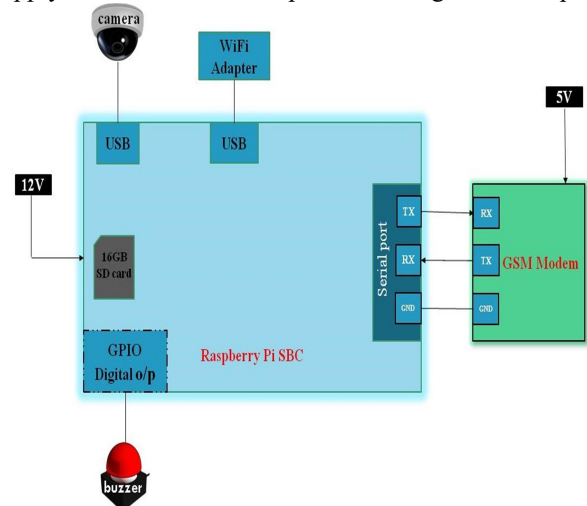 camera
WiFi
Adapter
5V
USB
USB
12V
TX
RX
Serial port
16GB
SD card
RX
TX
GSM Modem
GND
GND
GPIO
Digital o/p
Raspberry Pi SBC
buzzer